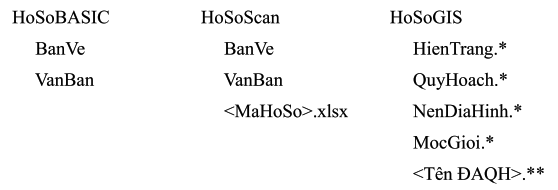 HoSoBASIC
BanVe
VanBan
HoSoScan
BanVe
VanBan
<MaHoSo>.xlsx
HoSoGIS
HienTrang.*
QuyHoach.*
NenDiaHinh.*
MocGioi.*
<Tên ĐAQH>.**